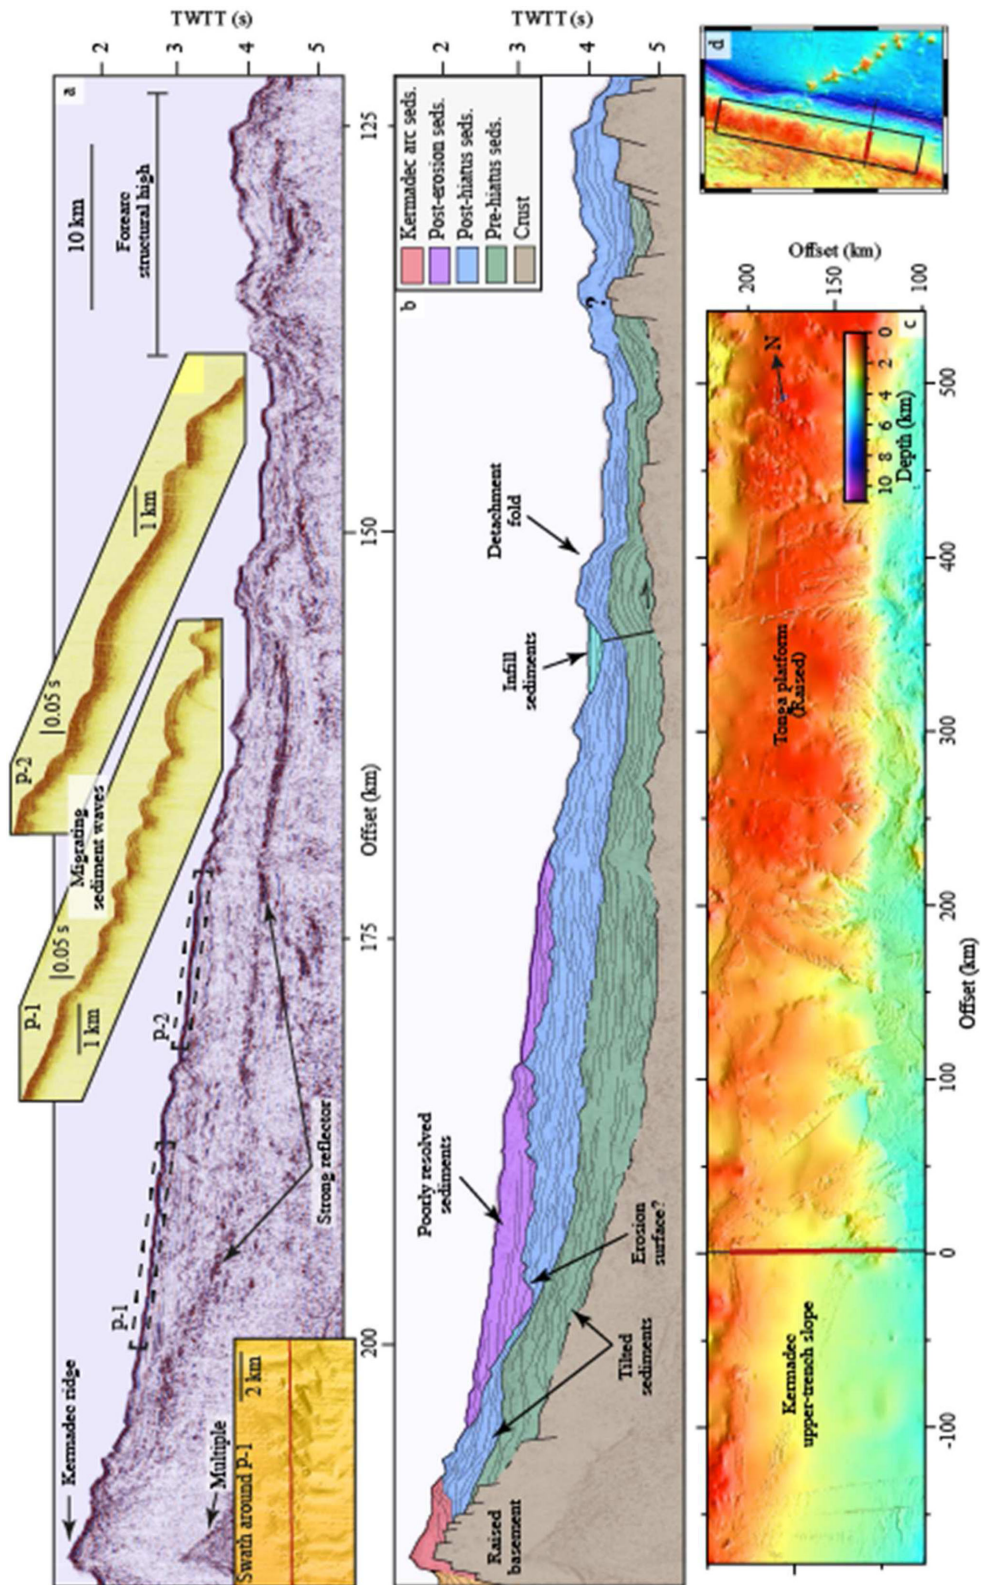 a
TWTT (s)
2
3
4
5
Kermadec ridge
Multiple
Swath around P-1
2 km
P-1
P-2
Strong reflector
P-1
0.05 s
1 km
Migrating
sediment waves
P-2
0.05 s
1 km
10 km
Forearc
structural high
200
175
150
125
Offset (km)
b
TWTT (s)
2
3
4
5
Kermadec arc seds.
Post-erosion seds.
Post-hiatus seds.
Pre-hiatus seds.
Crust
Raised
basement
Poorly resolved
sediments
Tilted
sediments
Erosion
surface?
Infill
sediments
Detachment
fold
?
c
Offset (km)
200
150
100
Kermadec
upper-trench slope
Tonga platform
(Raised)
N
10
8
6
4
2
0
Depth (km)
-100
0
100
200
300
400
500
Offset (km)
d